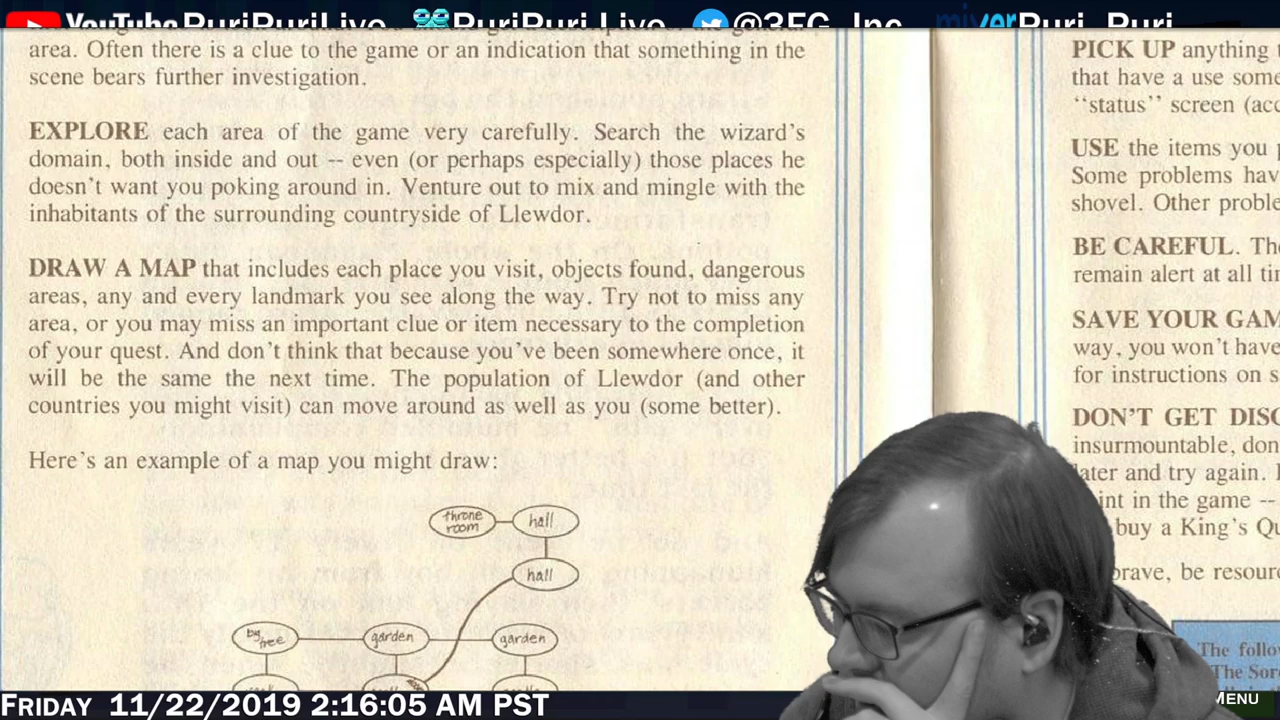 YouTube PuriPuriLive PuriPuri Live @3FG_Inc mixer Puri_Puri
area. Often there is a clue to the game or an indication that something in the
scene bears further investigation.
EXPLORE each area of the game very carefully. Search the wizard's
domain, both inside and out -- even (or perhaps especially) those places he
doesn't want you poking around in. Venture out to mix and mingle with the
inhabitants of the surrounding countryside of Llewdor.
DRAW A MAP that includes each place you visit, objects found, dangerous
areas, any and every landmark you see along the way. Try not to miss any
area, or you may miss an important clue or item necessary to the completion
of your quest. And don't think that because you've been somewhere once, it
will be the same the next time. The population of Llewdor (and other
countries you might visit) can move around as well as you (some better).
Here's an example of a map you might draw:
throne
room
hall
hall
by
tree
garden
garden
PICK UP anything
that have a use some
"status" screen (acc
USE the items you p
Some problems hav
shovel. Other proble
BE CAREFUL. The
remain alert at all tim
SAVE YOUR GAM
way, you won't have
for instructions on s
DON'T GET DISC
insurmountable, don
later and try again. I
int in the game --
buy a King's Qu
brave, be resour
The follo
The Sor
MENU
FRIDAY 11/22/2019 2:16:05 AM PST